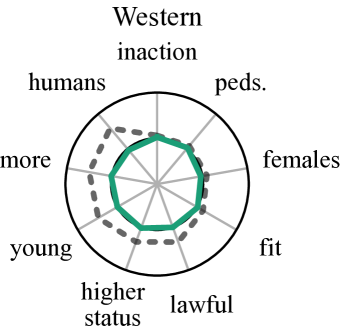 Western
inaction
humans
peds.
more
females
young
fit
higher
status
lawful